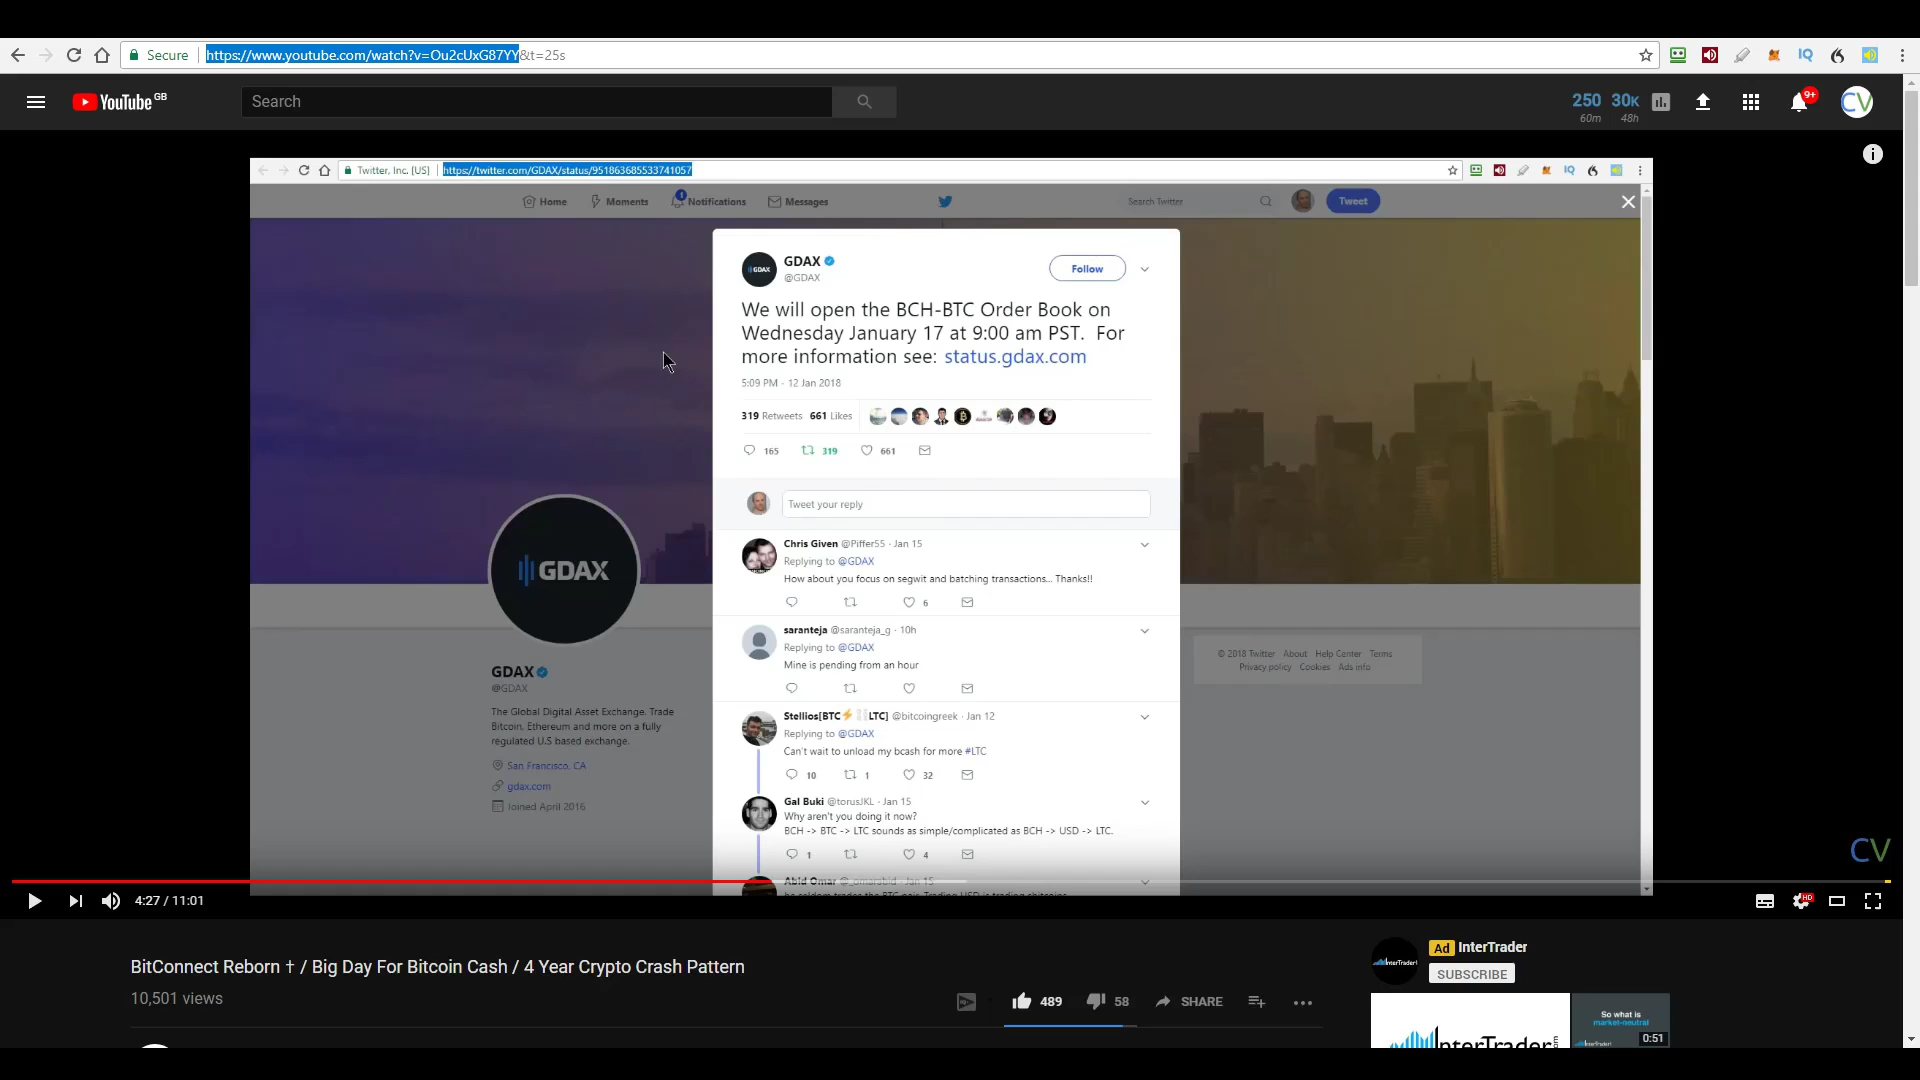 Secure https://www.youtube.com/watch?v=Ou2cUxG87YY&t=25s
YouTube GB
Search
250 60m
30K 48h
9+
CV
Twitter, Inc. [US] https://twitter.com/GDAX/status/951863685533741057
Home Moments Notifications Messages Search Twitter Tweet
GDAX
@GDAX
Follow
We will open the BCH-BTC Order Book on
Wednesday January 17 at 9:00 am PST. For
more information see: status.gdax.com
5:09 PM - 12 Jan 2018
319 Retweets 661 Likes
165 319 661
Tweet your reply
Chris Given @Piffer55 · Jan 15
Replying to @GDAX
How about you focus on segwit and batching transactions... Thanks!!
6
saranteja @saranteja_g · 10h
Replying to @GDAX
Mine is pending from an hour
Stellios[BTC⚡LTC] @bitcoingreek · Jan 12
Replying to @GDAX
Can't wait to unload my bcash for more #LTC
10 1 32
Gal Buki @torusJKL · Jan 15
Why aren't you doing it now?
BCH -> BTC -> LTC sounds as simple/complicated as BCH -> USD -> LTC.
1 4
Abid Omar @_omarabid · Jan 15
GDAX
GDAX
@GDAX
The Global Digital Asset Exchange. Trade
Bitcoin, Ethereum and more on a fully
regulated U.S based exchange.
San Francisco, CA
gdax.com
Joined April 2016
© 2018 Twitter About Help Center Terms
Privacy policy Cookies Ads info
CV
4:27 / 11:01
HD
BitConnect Reborn † / Big Day For Bitcoin Cash / 4 Year Crypto Crash Pattern
10,501 views
489 58 SHARE
Ad InterTrader
SUBSCRIBE
InterTrader
So what is
market-neutral
0:51